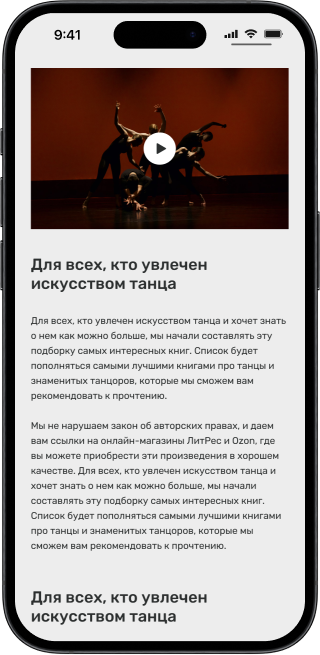 9:41
Для всех, кто увлечен
искусством танца
Для всех, кто увлечен искусством танца и хочет знать
о нем как можно больше, мы начали составлять эту
подборку самых интересных книг. Список будет
пополняться самыми лучшими книгами про танцы и
знаменитых танцоров, которые мы сможем вам
рекомендовать к прочтению.
Мы не нарушаем закон об авторских правах, и даем
вам ссылки на онлайн-магазины ЛитРес и Ozon, где
вы можете приобрести эти произведения в хорошем
качестве. Для всех, кто увлечен искусством танца и
хочет знать о нем как можно больше, мы начали
составлять эту подборку самых интересных книг.
Список будет пополняться самыми лучшими книгами
про танцы и знаменитых танцоров, которые мы
сможем вам рекомендовать к прочтению.
Для всех, кто увлечен
искусством танца